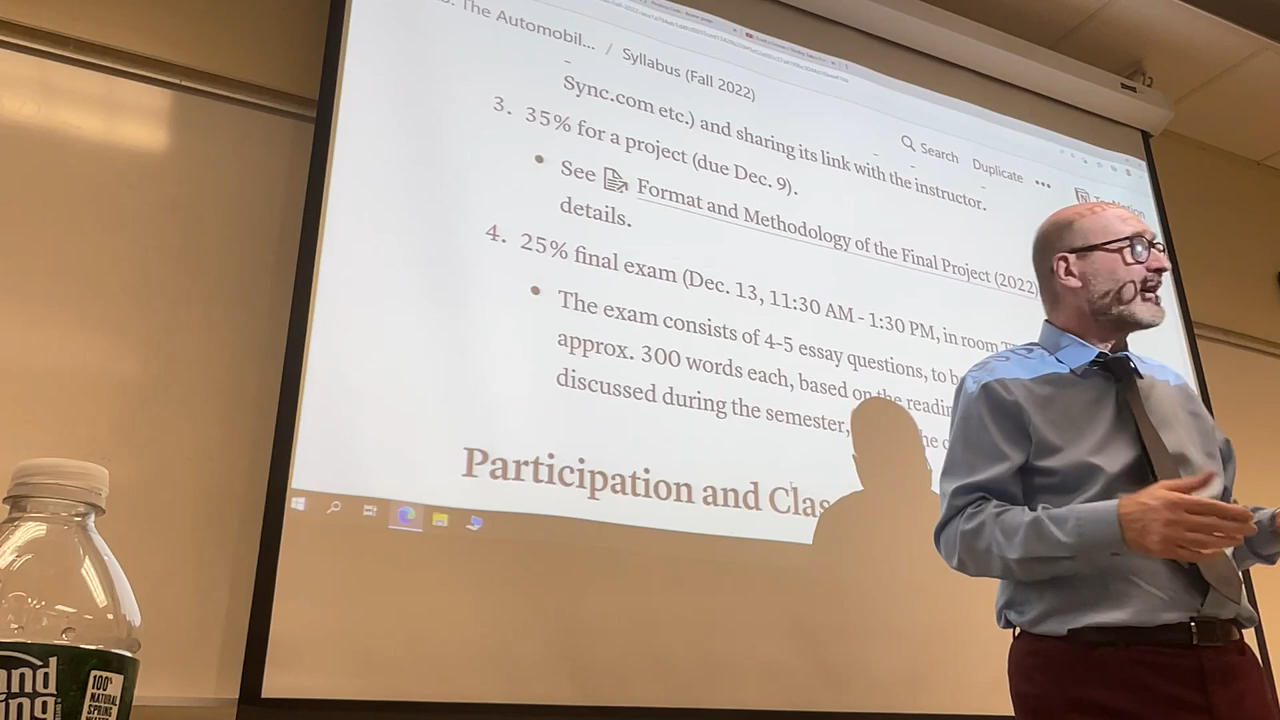 The Automobil... / Syllabus (Fall 2022)
Search Duplicate •••
Sync.com etc.) and sharing its link with the instructor.
3. 35% for a project (due Dec. 9).
• See Format and Methodology of the Final Project (2022)
details.
4. 25% final exam (Dec. 13, 11:30 AM - 1:30 PM, in room
• The exam consists of 4-5 essay questions, to
approx. 300 words each, based on the
discussed during the semester,
Participation and
100%
NATURAL
SPRING